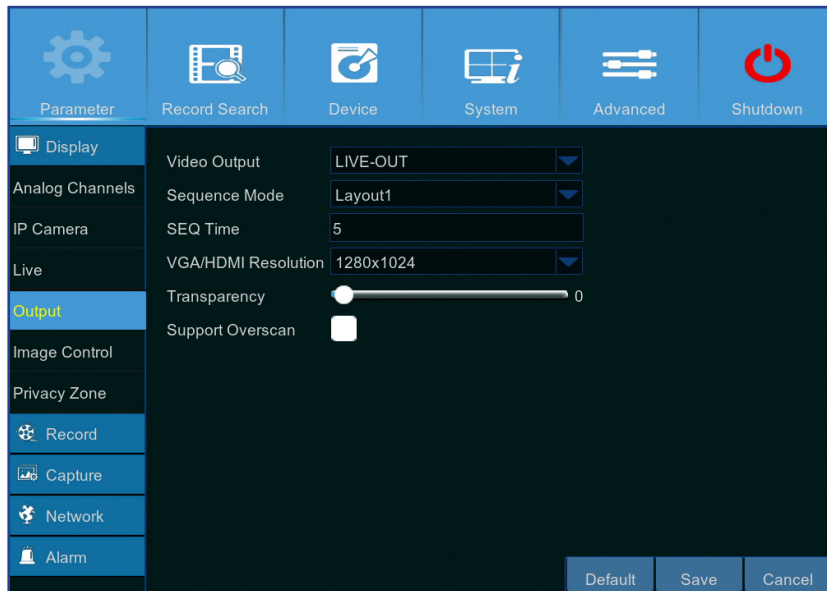 Parameter
Record Search
Device
System
Advanced
Shutdown
Display
Analog Channels
IP Camera
Live
Output
Image Control
Privacy Zone
Record
Capture
Network
Alarm
Video Output LIVE-OUT
Sequence Mode Layout1
SEQ Time 5
VGA/HDMI Resolution 1280x1024
Transparency 0
Support Overscan
Default Save Cancel